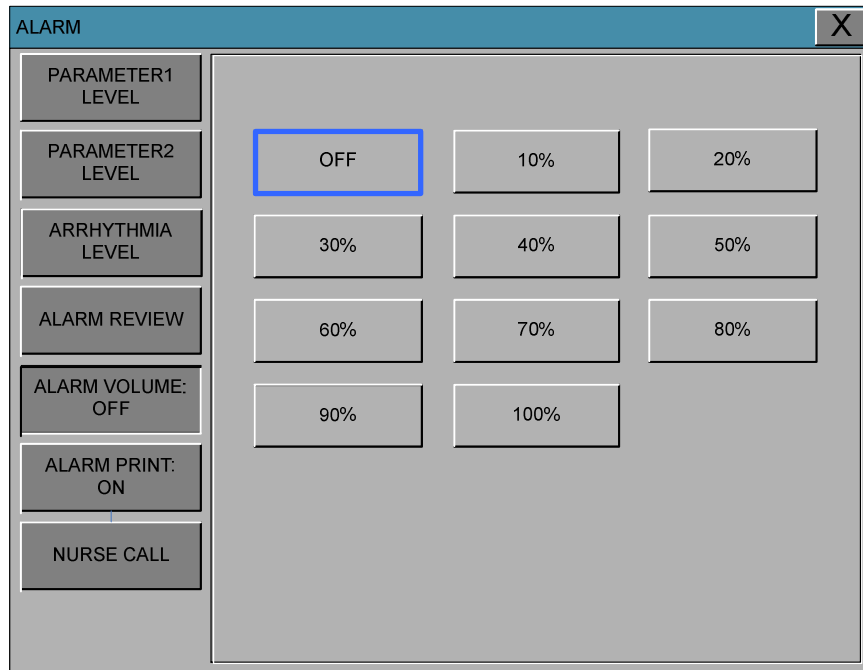 ALARM
X
PARAMETER1
LEVEL
PARAMETER2
LEVEL
ARRHYTHMIA
LEVEL
ALARM REVIEW
ALARM VOLUME:
OFF
ALARM PRINT:
ON
NURSE CALL
OFF
10%
20%
30%
40%
50%
60%
70%
80%
90%
100%